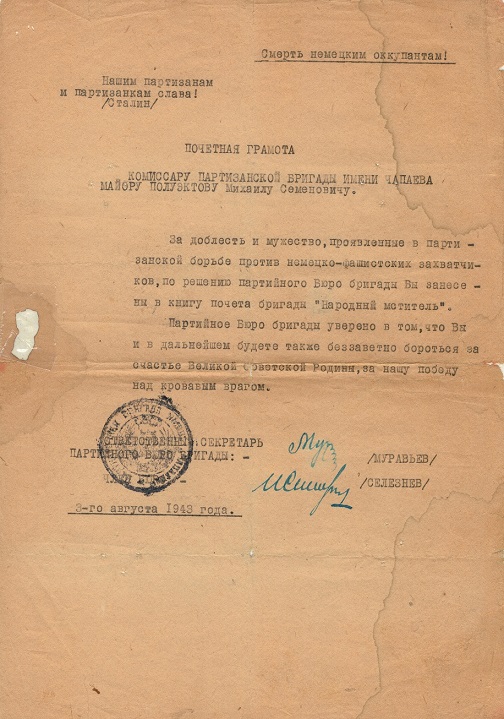 Смерть немецким оккупантам!
Нашим партизанам
и партизанкам слава!
/Сталин/
ПОЧЕТНАЯ ГРАМОТА
КОМИССАРУ ПАРТИЗАНСКОЙ БРИГАДЫ ИМЕНИ ЧАПАЕВА
МАЙОРУ ПОЛУЭКТОВУ Михаилу Семеновичу.
За доблесть и мужество, проявленные в парти -
занской борьбе против немецко-фашистских захватчи-
ков, по решению партийного Бюро бригады Вы занесе -
ны в книгу почета бригады "Народный мститель".
Партийное Бюро бригады уверено в том, что Вы
и в дальнейшем будете также беззаветно бороться за
счастье Великой Советской Родины, за нашу победу
над кровавым врагом.
ОТВЕТСТВЕННЫЙ СЕКРЕТАРЬ
ПАРТИЙНОГО БЮРО БРИГАДЫ: -
/МУРАВЬЕВ/
/СЕЛЕЗНЕВ/
3-го августа 1943 года.